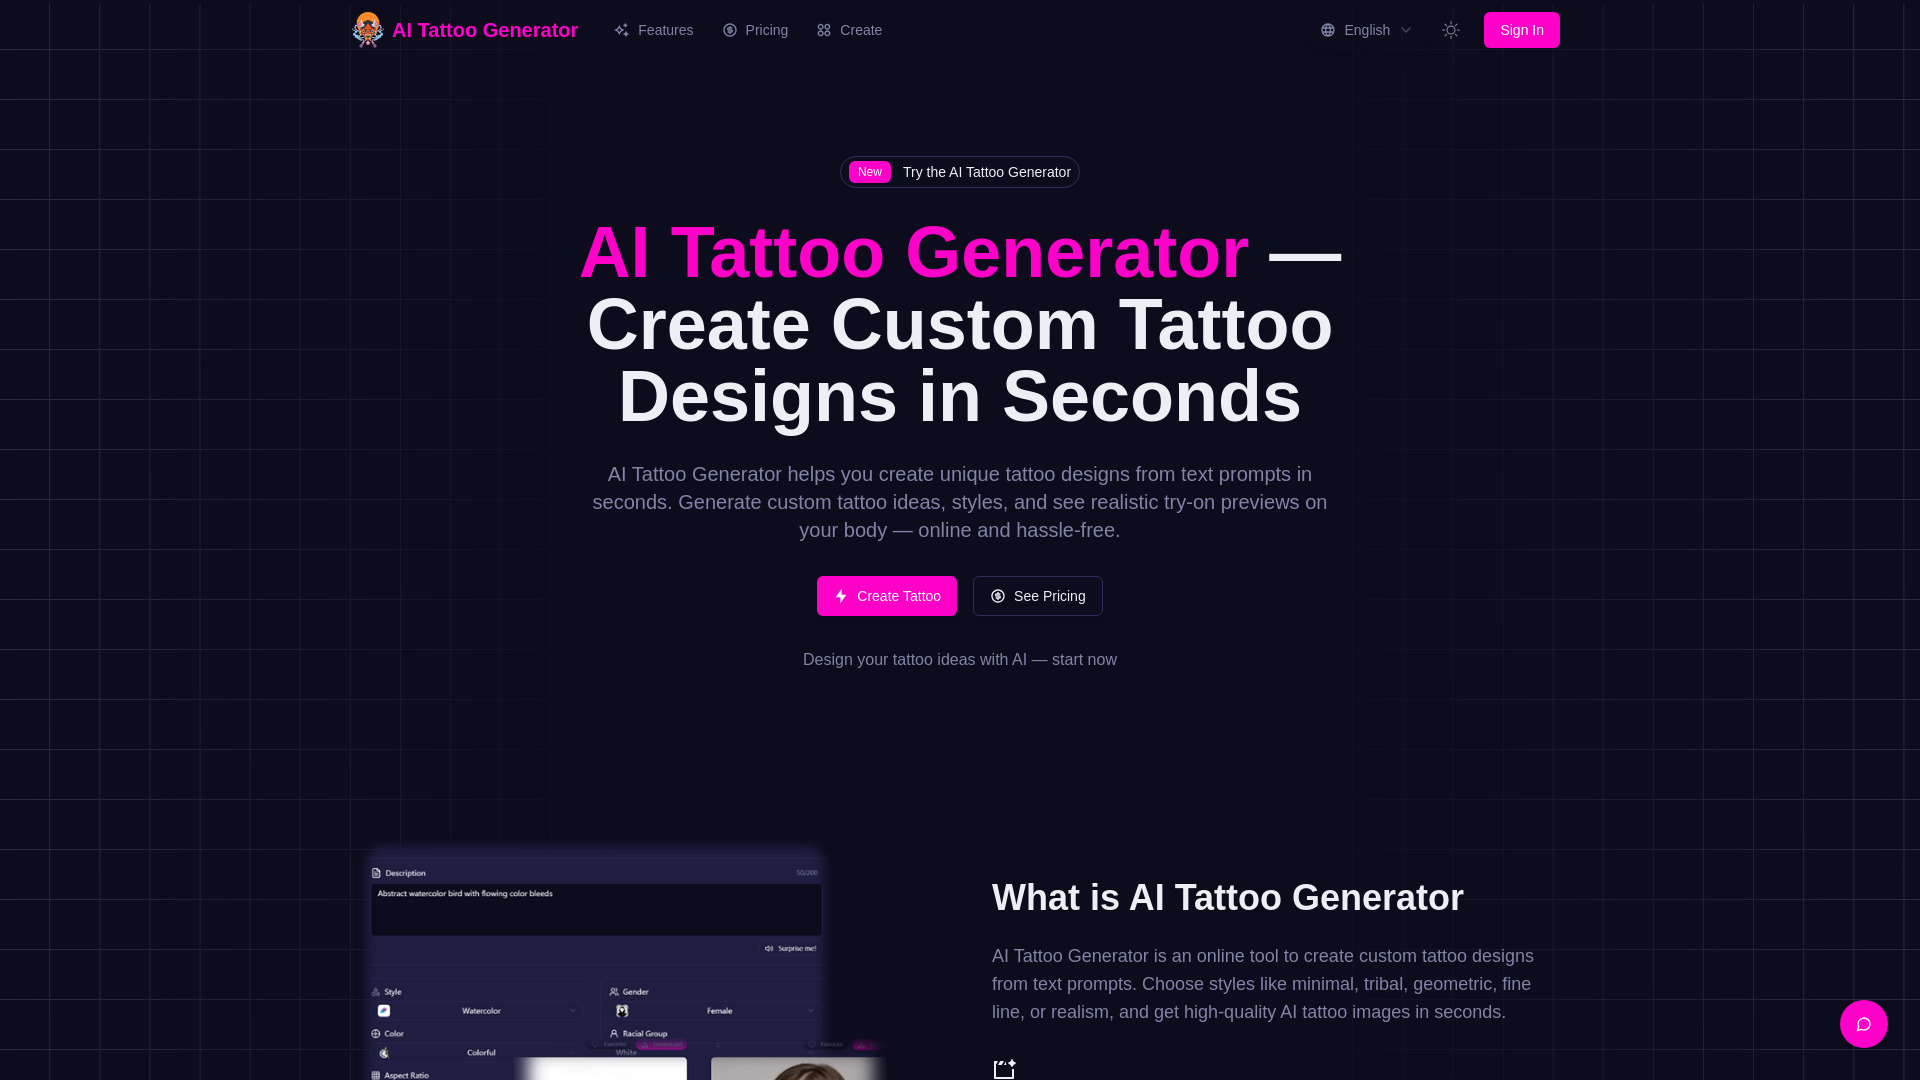 AI Tattoo Generator
Features
Pricing
Create
English
Sign In
New Try the AI Tattoo Generator
AI Tattoo Generator —
Create Custom Tattoo
Designs in Seconds
AI Tattoo Generator helps you create unique tattoo designs from text prompts in
seconds. Generate custom tattoo ideas, styles, and see realistic try-on previews on
your body — online and hassle-free.
Create Tattoo
See Pricing
Design your tattoo ideas with AI — start now
Description 50/200
Abstract watercolor bird with flowing color bleeds
Surprise me!
Style
Watercolor
Gender
Female
Color
Colorful
Racial Group
White
Aspect Ratio
Favorite Download
Favorite
What is AI Tattoo Generator
AI Tattoo Generator is an online tool to create custom tattoo designs
from text prompts. Choose styles like minimal, tribal, geometric, fine
line, or realism, and get high-quality AI tattoo images in seconds.